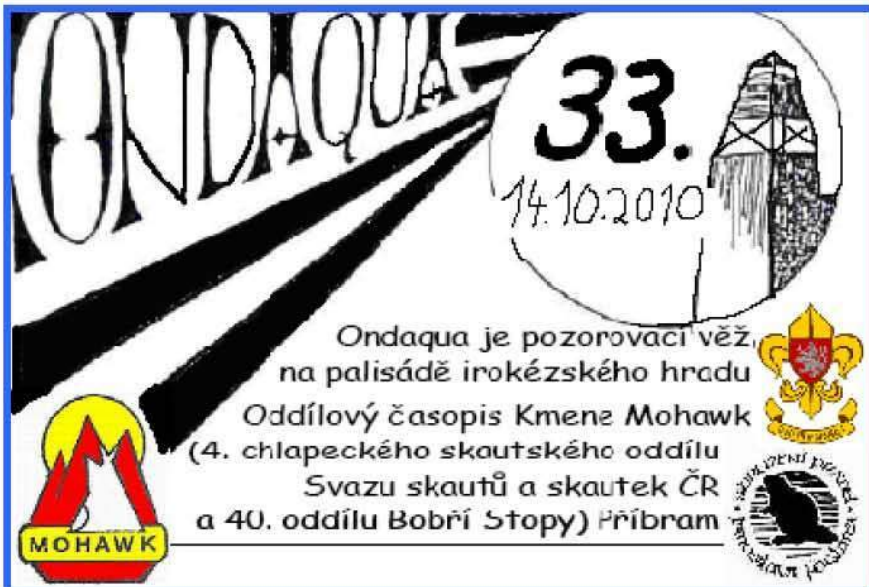 ONDAQUA
33.
14.10.2010
Ondaqua je pozorovací věž,
na palisádě irokézského hradu
Oddílový časopis Kmene Mohawk
(4. chlapeckého skautského oddílu
Svazu skautů a skautek ČR
a 40. oddílu Bobří Stopy) Příbram
MOHAWK